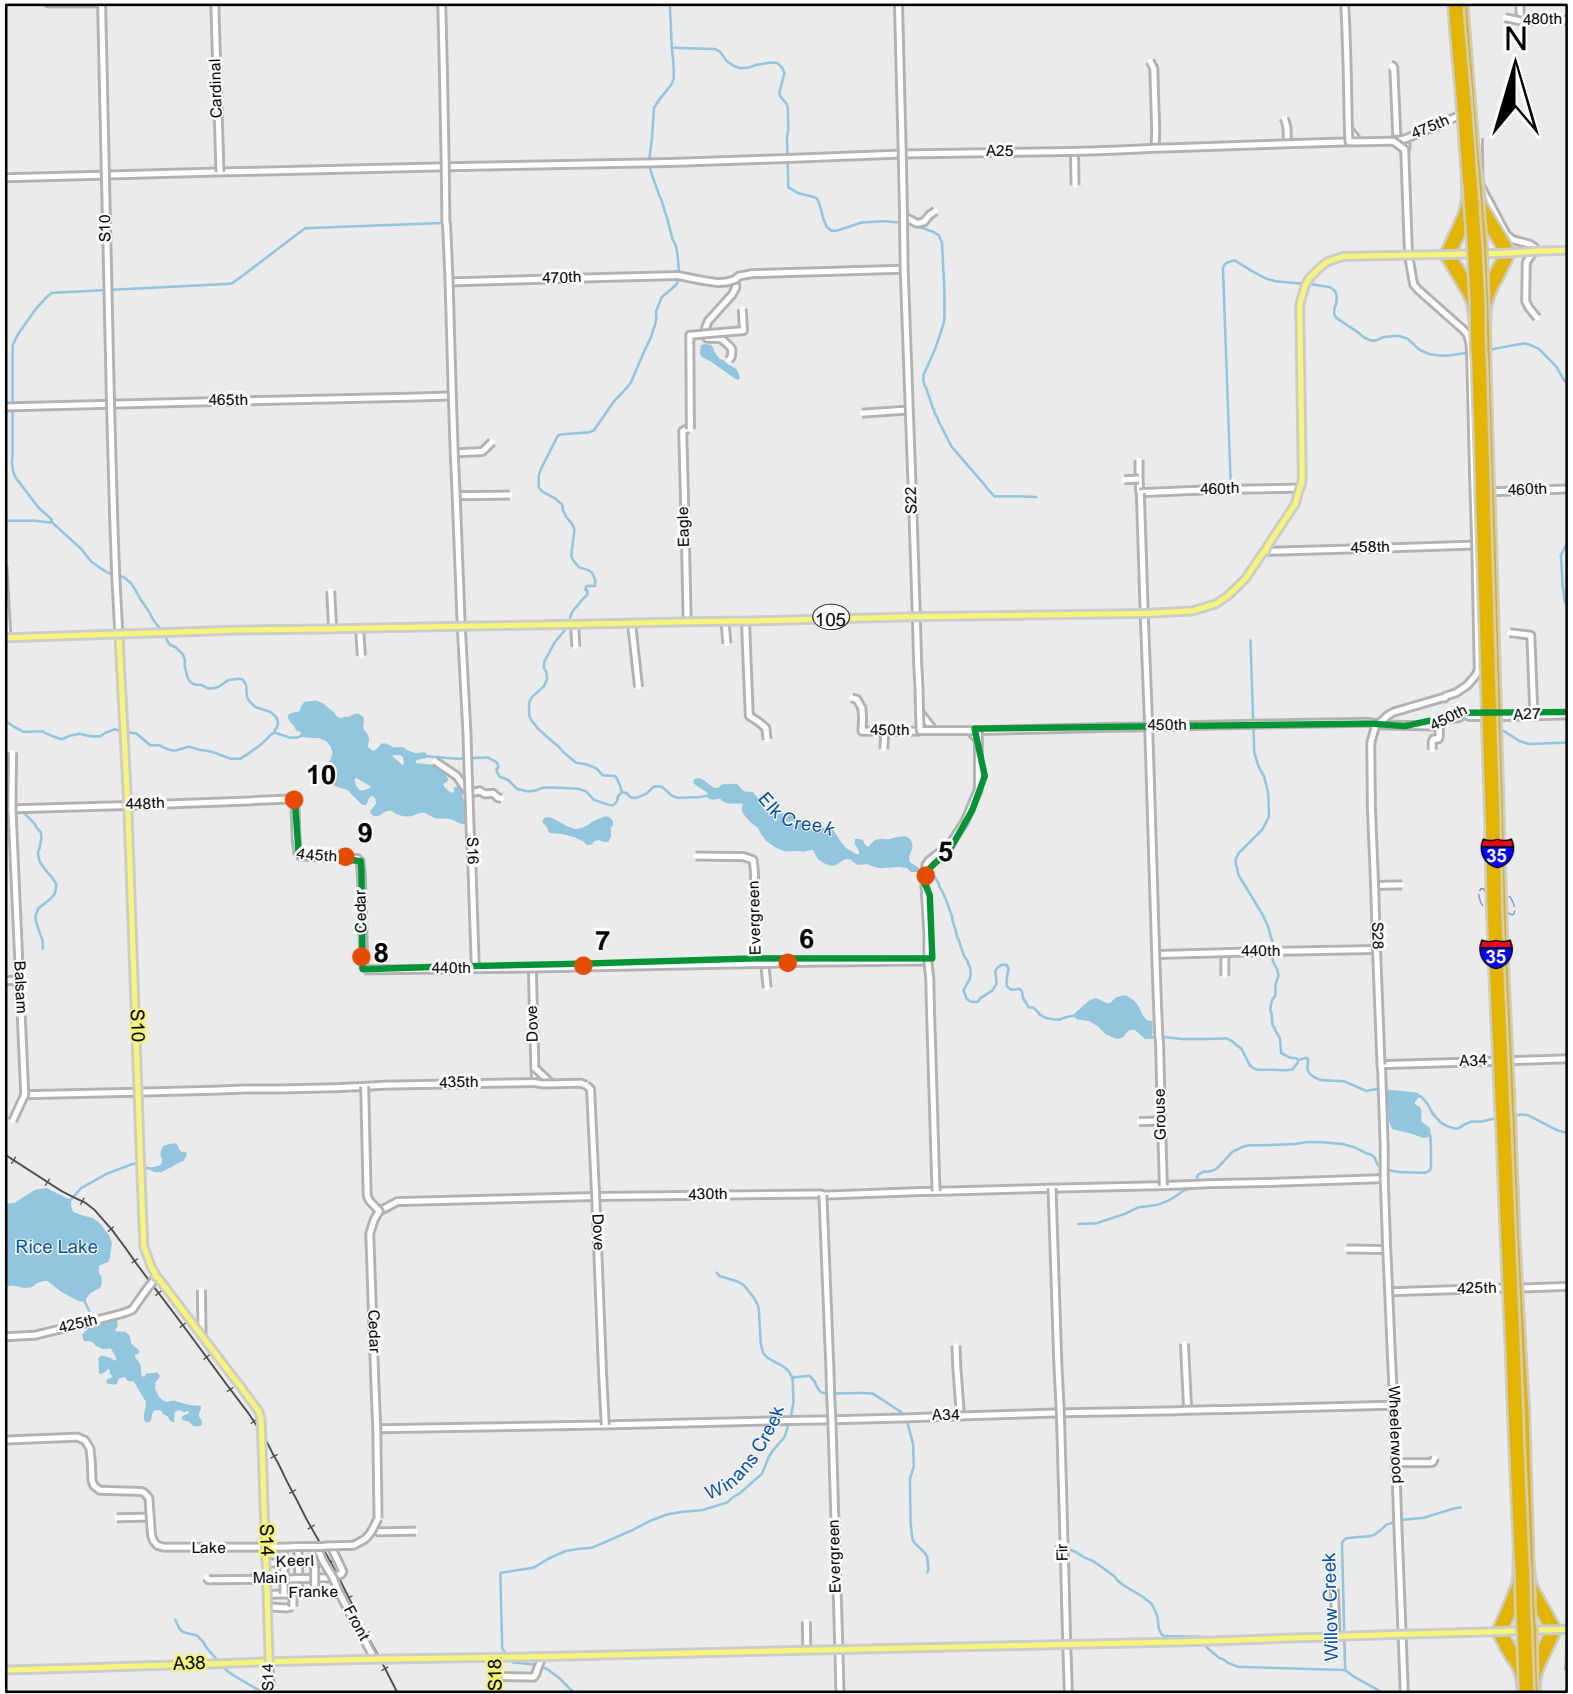 480th
N
Cardinal
475th
A25
S10
470th
465th
S22
460th
460th
Eagle
458th
105
450th
450th
450th
A27
10
448th
Elk Creek
9
445th
S16
5
35
Cedar
Evergreen
8
7
6
S28
440th
440th
35
Balsam
S10
Dove
435th
A34
Grouse
430th
Rice Lake
Dove
425th
425th
Cedar
A34
Wheelerwood
Winans Creek
Lake
S14
Keerl
Main
Franke
Front
Evergreen
Fir
Willow Creek
A38
S14
S18